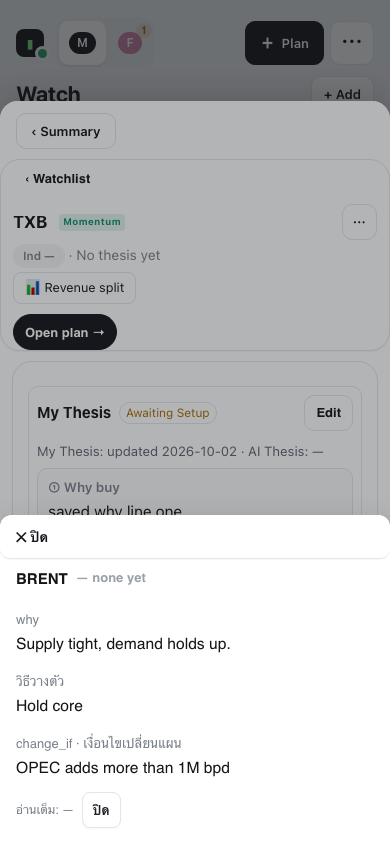 M F 1 + Plan ···
Watch + Add
‹ Summary
‹ Watchlist
TXB Momentum ···
Ind — · No thesis yet
Revenue split
Open plan →
My Thesis Awaiting Setup Edit
My Thesis: updated 2026-10-02 · AI Thesis: —
① Why buy
saved why line one
✕ ปิด
BRENT — none yet
why
Supply tight, demand holds up.
วิธีวางตัว
Hold core
change_if · เงื่อนไขเปลี่ยนแผน
OPEC adds more than 1M bpd
อ่านเต็ม: — ปิด